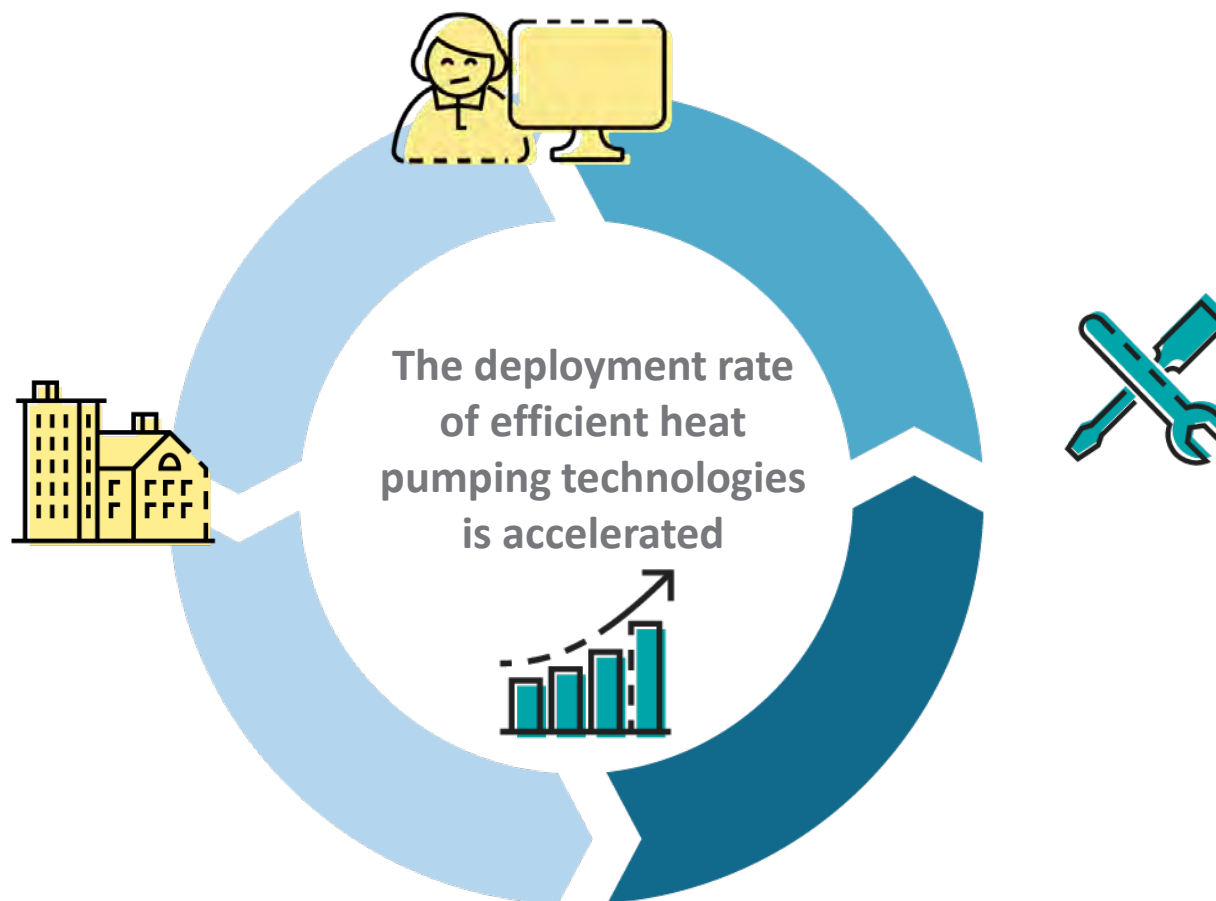 The deployment rate
of efficient heat
pumping technologies
is accelerated